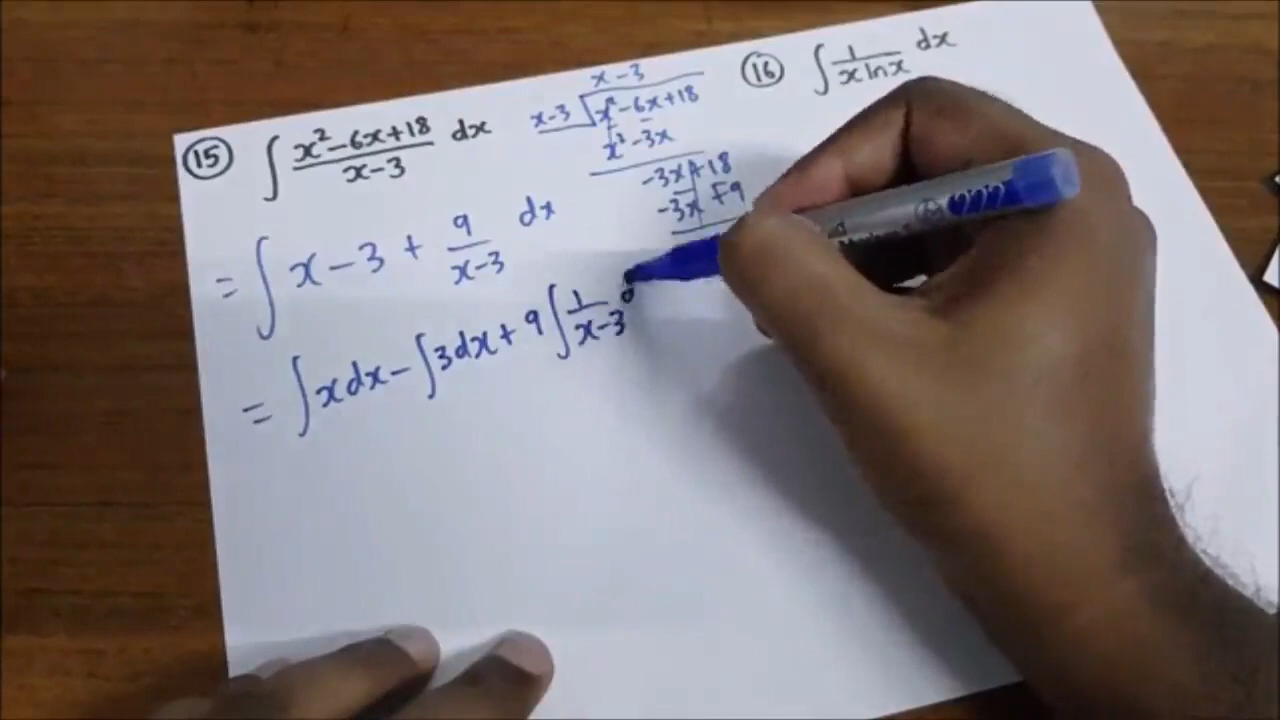 ⑮ ∫ x² - 6x + 18 / x - 3 dx
= ∫ x - 3 + 9 / x - 3 dx
= ∫ x dx - ∫ 3 dx + 9 ∫ 1 / x - 3
x - 3
x - 3 √ x² - 6x + 18
x² - 3x
-3x + 18
-3x + 9
⑯ ∫ 1 / x ln x dx